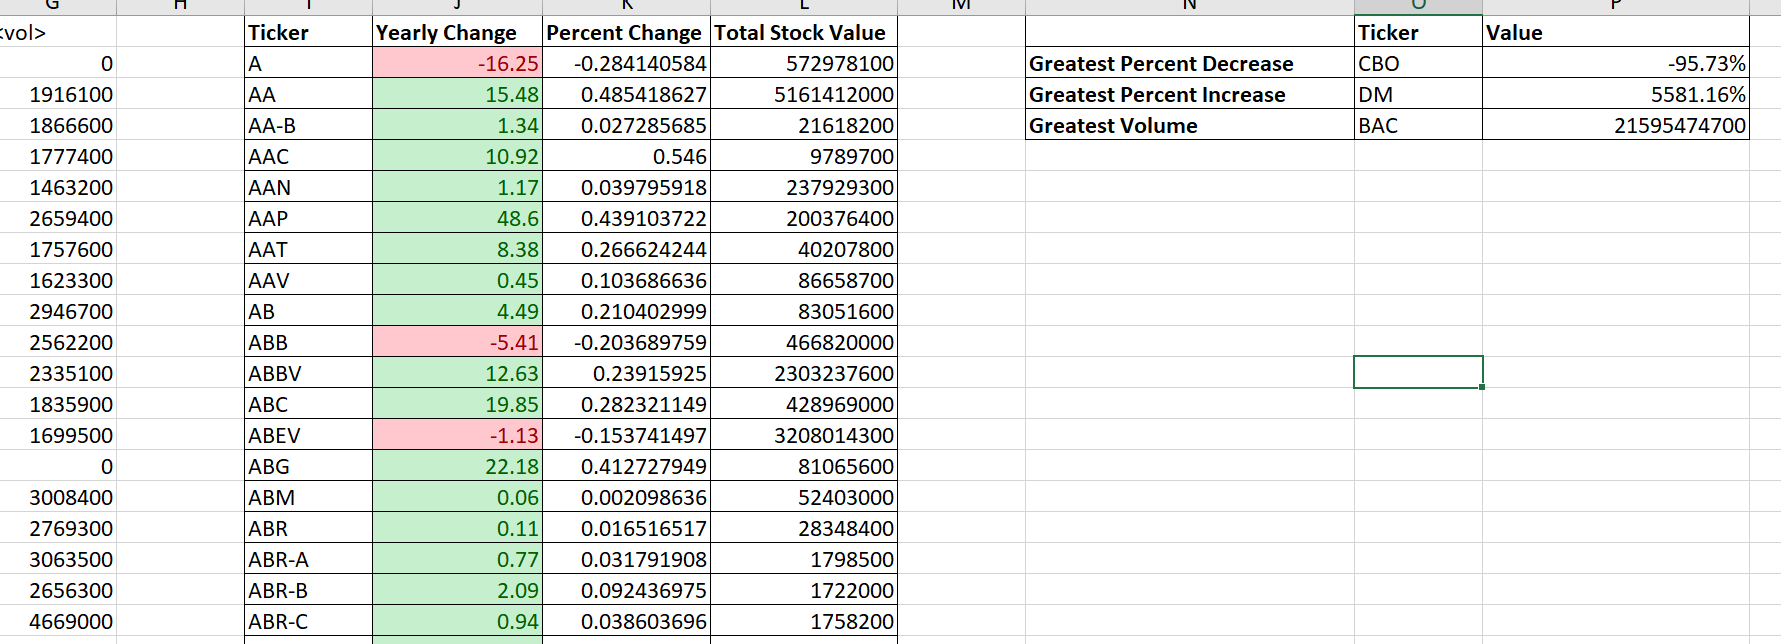 G H I J K L M N O P
<vol> Ticker Yearly Change Percent Change Total Stock Value Ticker Value
0 A -16.25 -0.284140584 572978100 Greatest Percent Decrease CBO -95.73%
1916100 AA 15.48 0.485418627 5161412000 Greatest Percent Increase DM 5581.16%
1866600 AA-B 1.34 0.027285685 21618200 Greatest Volume BAC 21595474700
1777400 AAC 10.92 0.546 9789700
1463200 AAN 1.17 0.039795918 237929300
2659400 AAP 48.6 0.439103722 200376400
1757600 AAT 8.38 0.266624244 40207800
1623300 AAV 0.45 0.103686636 86658700
2946700 AB 4.49 0.210402999 83051600
2562200 ABB -5.41 -0.203689759 466820000
2335100 ABBV 12.63 0.23915925 2303237600
1835900 ABC 19.85 0.282321149 428969000
1699500 ABEV -1.13 -0.153741497 3208014300
0 ABG 22.18 0.412727949 81065600
3008400 ABM 0.06 0.002098636 52403000
2769300 ABR 0.11 0.016516517 28348400
3063500 ABR-A 0.77 0.031791908 1798500
2656300 ABR-B 2.09 0.092436975 1722000
4669000 ABR-C 0.94 0.038603696 1758200